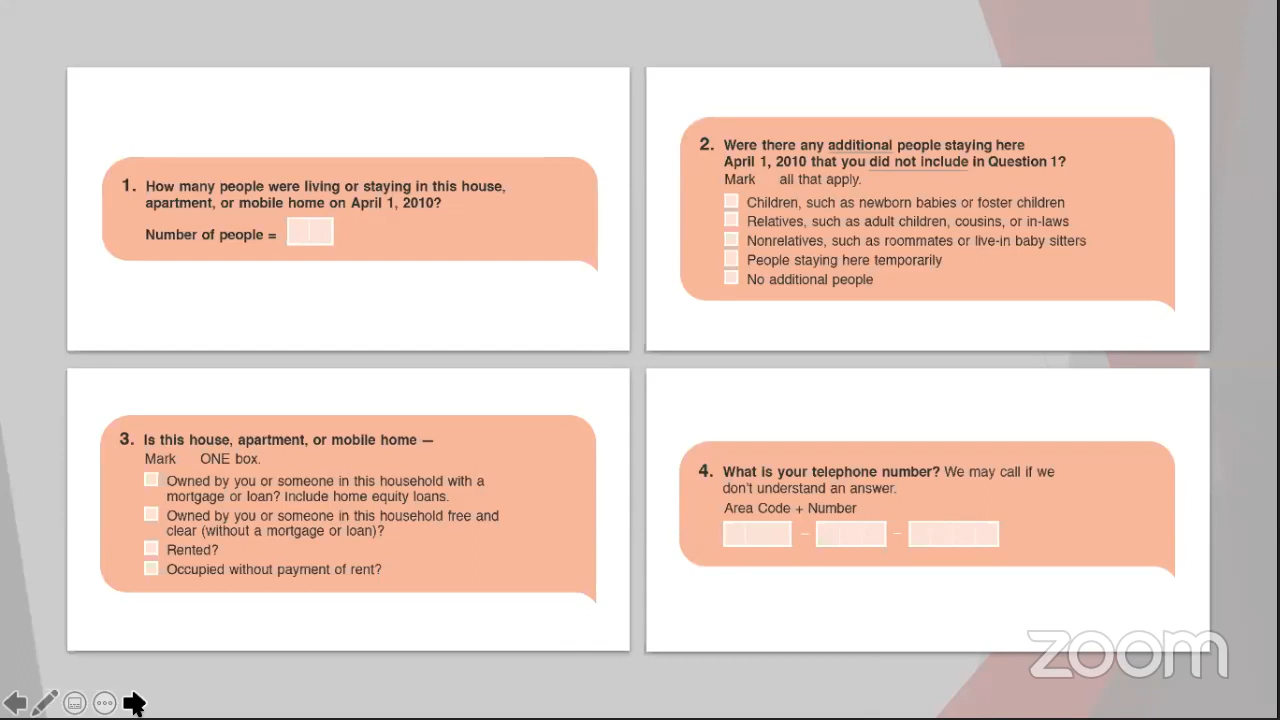 1. How many people were living or staying in this house,
apartment, or mobile home on April 1, 2010?
Number of people =
2. Were there any additional people staying here
April 1, 2010 that you did not include in Question 1?
Mark all that apply.
Children, such as newborn babies or foster children
Relatives, such as adult children, cousins, or in-laws
Nonrelatives, such as roommates or live-in baby sitters
People staying here temporarily
No additional people
3. Is this house, apartment, or mobile home —
Mark ONE box.
Owned by you or someone in this household with a
mortgage or loan? Include home equity loans.
Owned by you or someone in this household free and
clear (without a mortgage or loan)?
Rented?
Occupied without payment of rent?
4. What is your telephone number? We may call if we
don't understand an answer.
Area Code + Number
– –
zoom